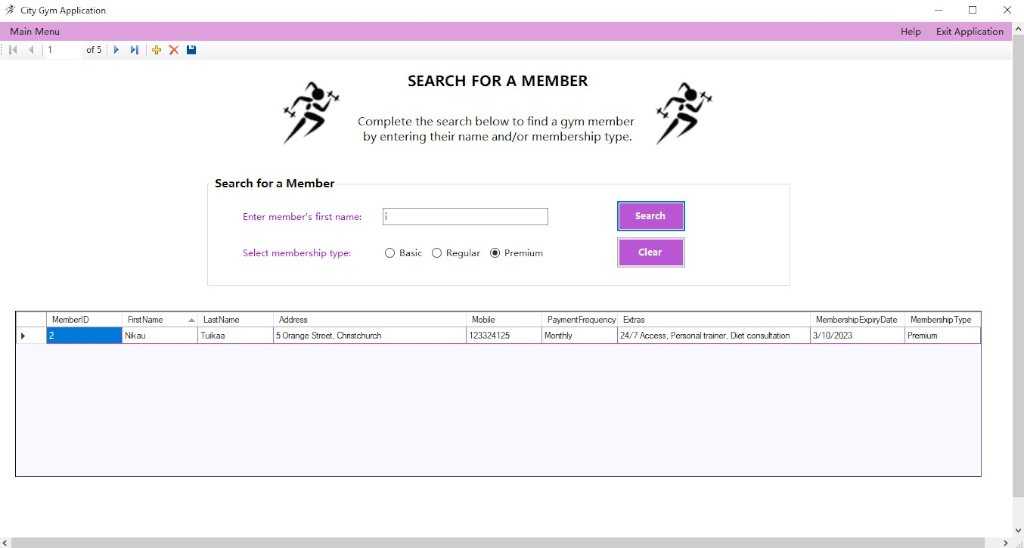 City Gym Application
Main Menu Help Exit Application
1 of 5
SEARCH FOR A MEMBER
Complete the search below to find a gym member
by entering their name and/or membership type.
Search for a Member
Enter member's first name: i Search
Select membership type: Basic Regular Premium Clear
MemberID FirstName LastName Address Mobile PaymentFrequency Extras MembershipExpiryDate MembershipType
2 Nikau Tuikaa 5 Orange Street, Christchurch 123324125 Monthly 24/7 Access, Personal trainer, Diet consultation 3/10/2023 Premium